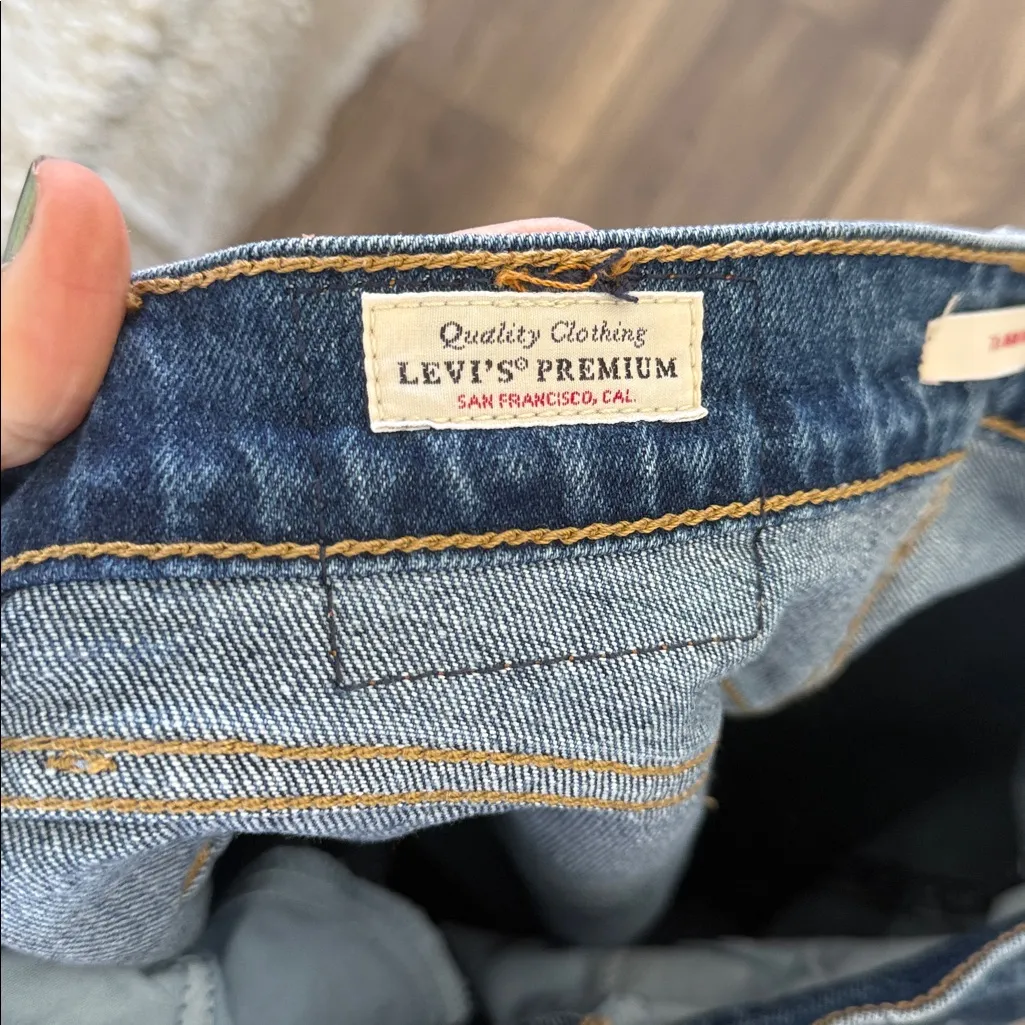 Quality Clothing
LEVI'S® PREMIUM
SAN FRANCISCO, CAL.